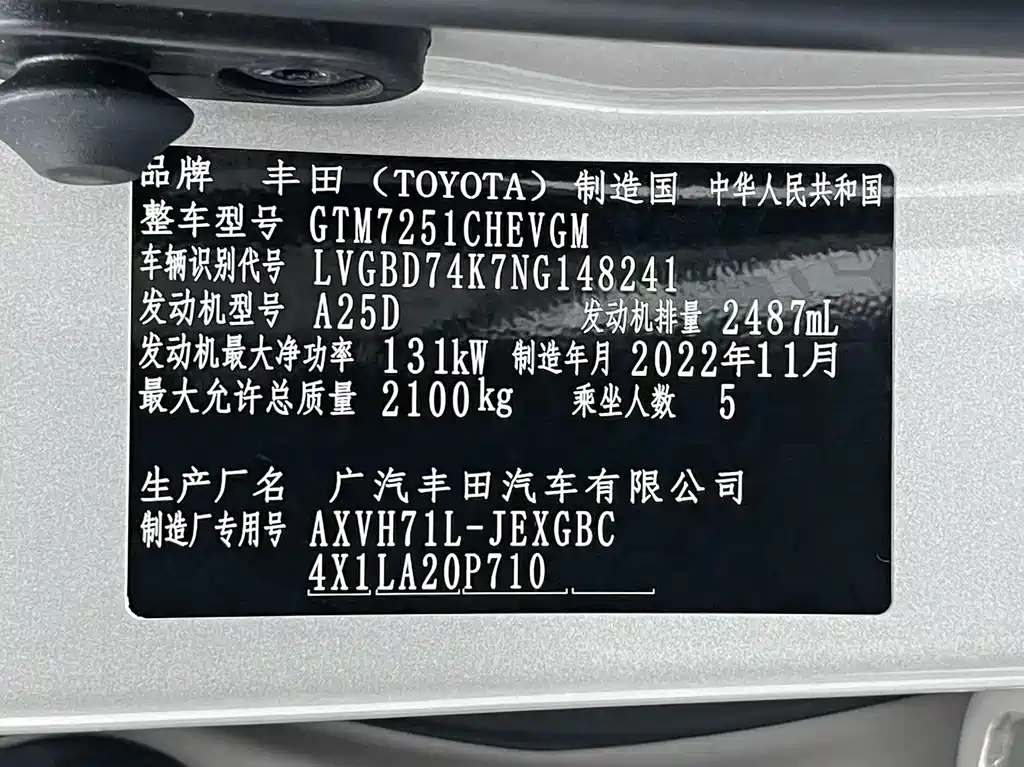 品牌 丰田（TOYOTA）制造国 中华人民共和国
整车型号 GTM7251CHEVGM
车辆识别代号 LVGBD74K7NG148241
发动机型号 A25D 发动机排量 2487mL
发动机最大净功率 131kW 制造年月 2022年11月
最大允许总质量 2100kg 乘坐人数 5
生产厂名 广汽丰田汽车有限公司
制造厂专用号 AXVH71L-JEXGBC
4X1LA20P710